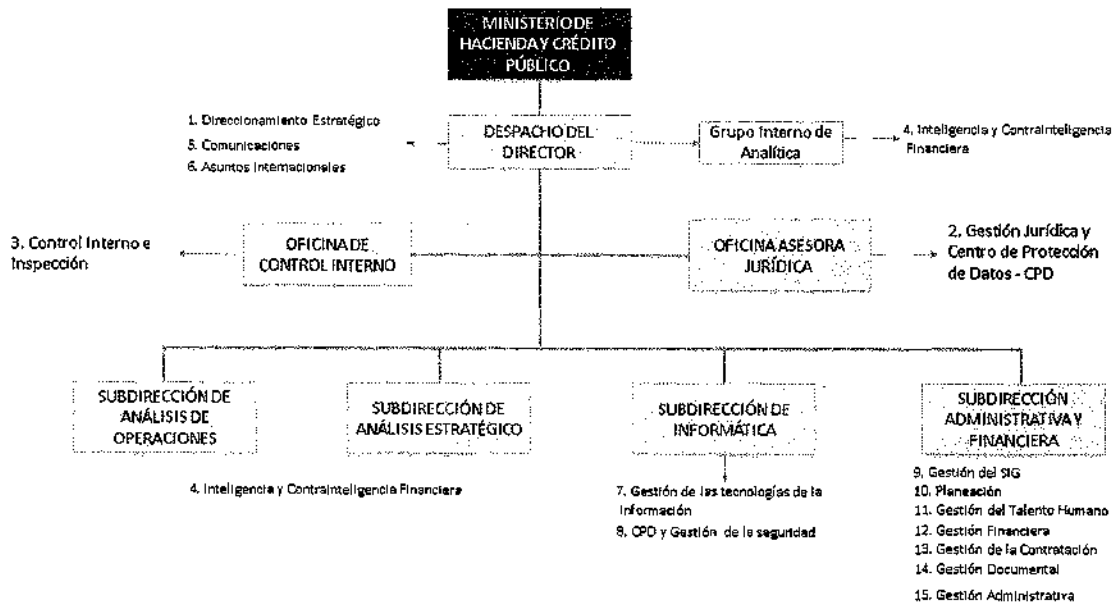 MINISTERIO DE
HACIENDA Y CRÉDITO
PÚBLICO
1. Direccionamiento Estratégico
5. Comunicaciones
6. Asuntos Internacionales
DESPACHO DEL
DIRECTOR
Grupo Interno de
Analítica
4. Inteligencia y Contrainteligencia
Financiera
3. Control Interno e
Inspección
OFICINA DE
CONTROL INTERNO
OFICINA ASESORA
JURÍDICA
2. Gestión Jurídica y
Centro de Protección
de Datos - CPD
SUBDIRECCIÓN DE
ANÁLISIS DE
OPERACIONES
SUBDIRECCIÓN DE
ANÁLISIS ESTRATÉGICO
SUBDIRECCIÓN DE
INFORMÁTICA
SUBDIRECCIÓN
ADMINISTRATIVA Y
FINANCIERA
4. Inteligencia y Contrainteligencia Financiera
7. Gestión de las tecnologías de la
Información
8. CPD y Gestión de la seguridad
9. Gestión del SIG
10. Planeación
11. Gestión del Talento Humano
12. Gestión Financiera
13. Gestión de la Contratación
14. Gestión Documental
15. Gestión Administrativa